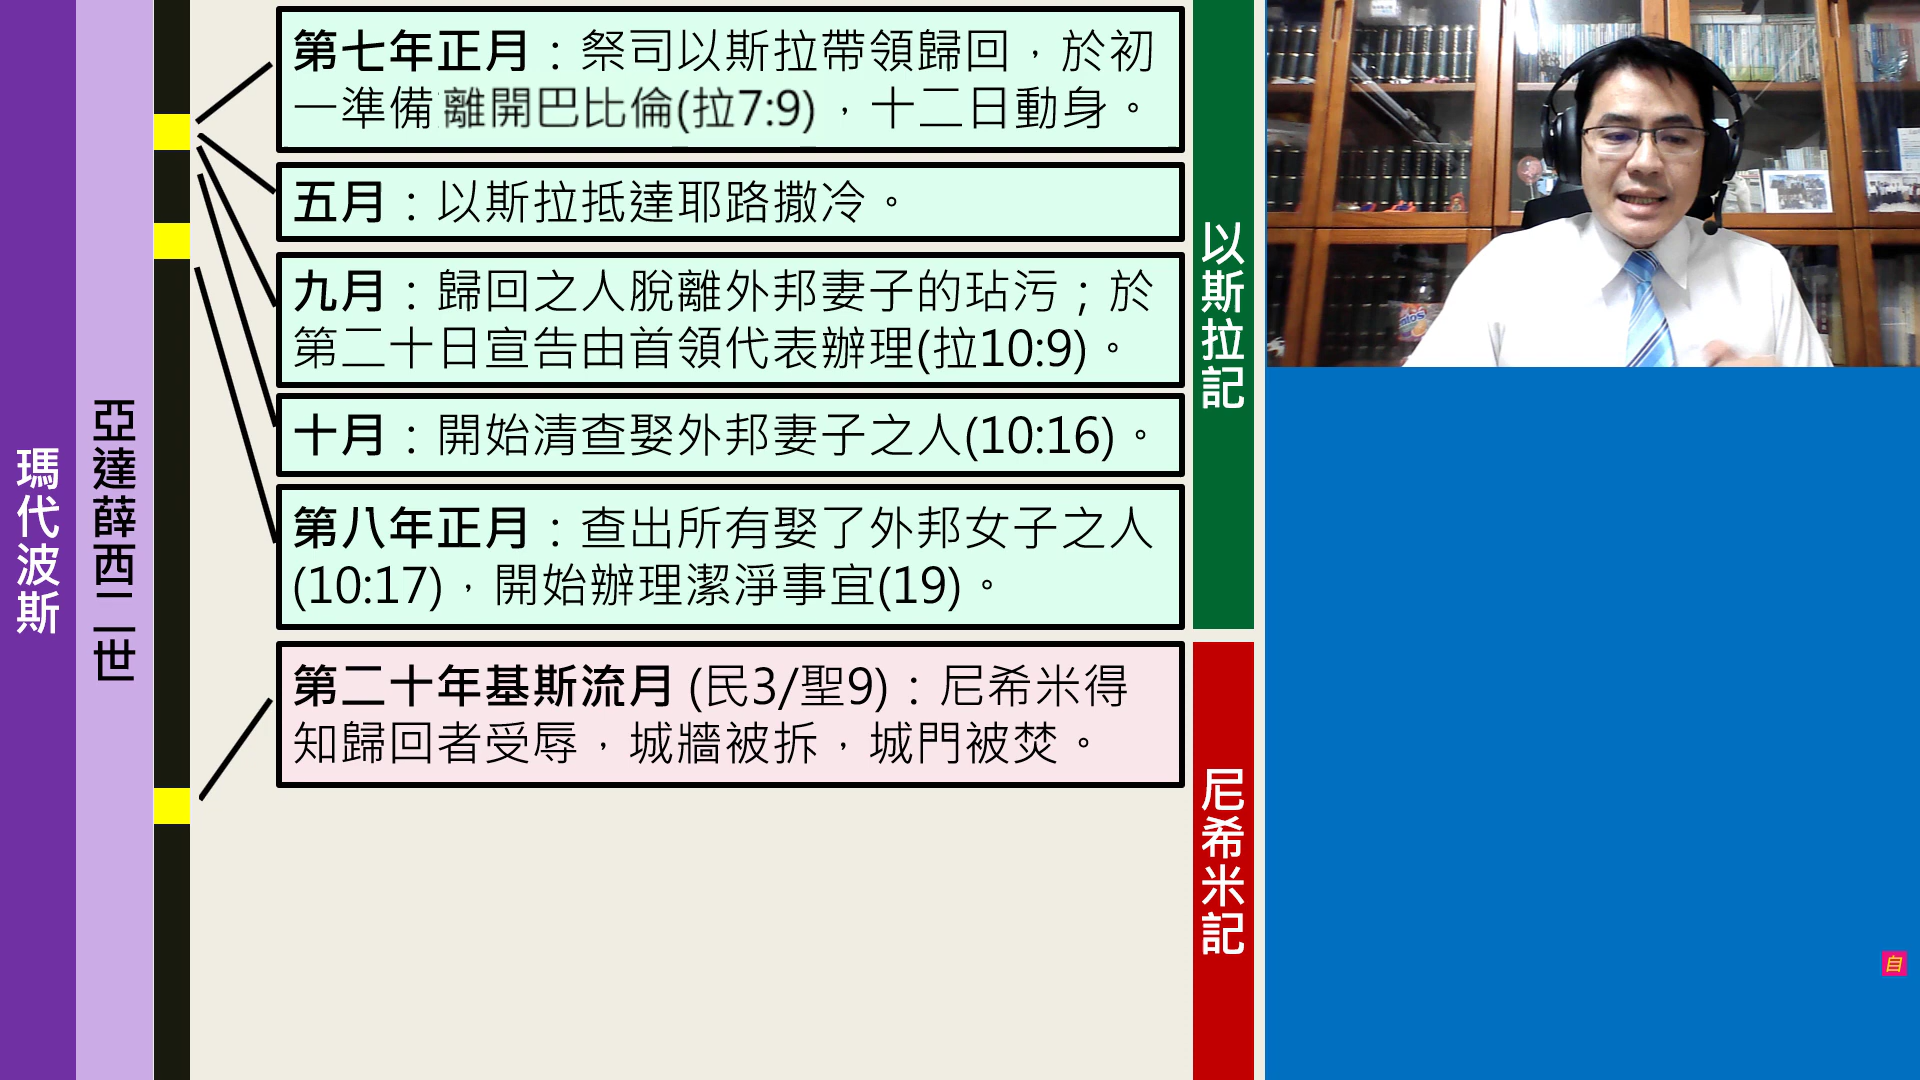 瑪代波斯
亞達薛西二世
第七年正月：祭司以斯拉帶領歸回，於初
一準備離開巴比倫(拉7:9)，十二日動身。
五月：以斯拉抵達耶路撒冷。
九月：歸回之人脫離外邦妻子的玷污；於
第二十日宣告由首領代表辦理(拉10:9)。
十月：開始清查娶外邦妻子之人(10:16)。
第八年正月：查出所有娶了外邦女子之人
(10:17)，開始辦理潔淨事宜(19)。
第二十年基斯流月 (民3/聖9)：尼希米得
知歸回者受辱，城牆被拆，城門被焚。
以斯拉記
尼希米記
自